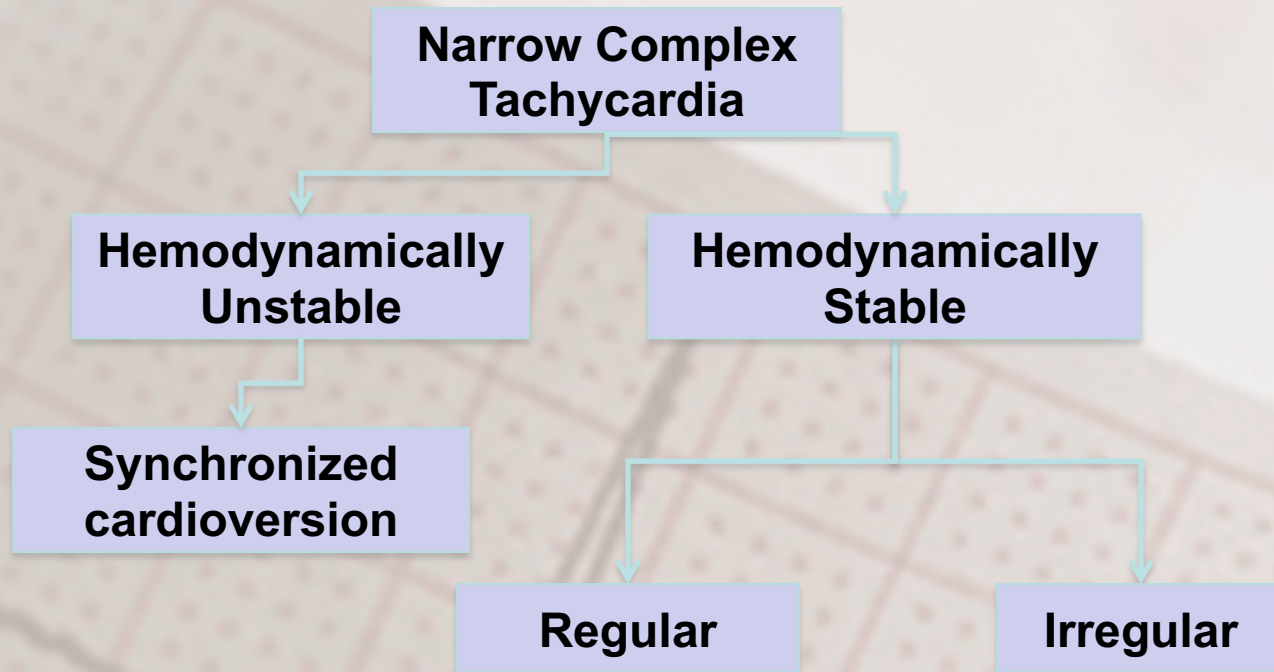 Narrow Complex
Tachycardia
Hemodynamically
Unstable
Hemodynamically
Stable
Synchronized
cardioversion
Regular
Irregular